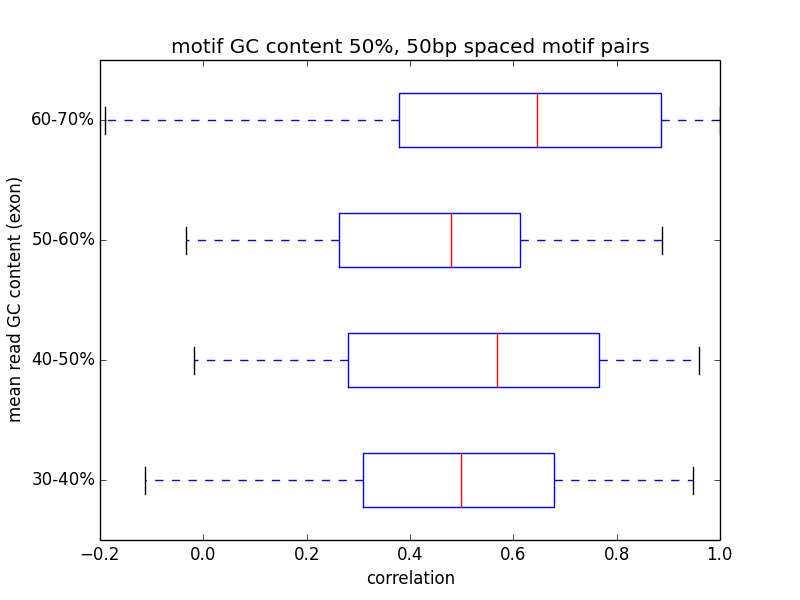 motif GC content 50%, 50bp spaced motif pairs
60-70%
50-60%
40-50%
30-40%
mean read GC content (exon)
−0.2 0.0 0.2 0.4 0.6 0.8 1.0
correlation